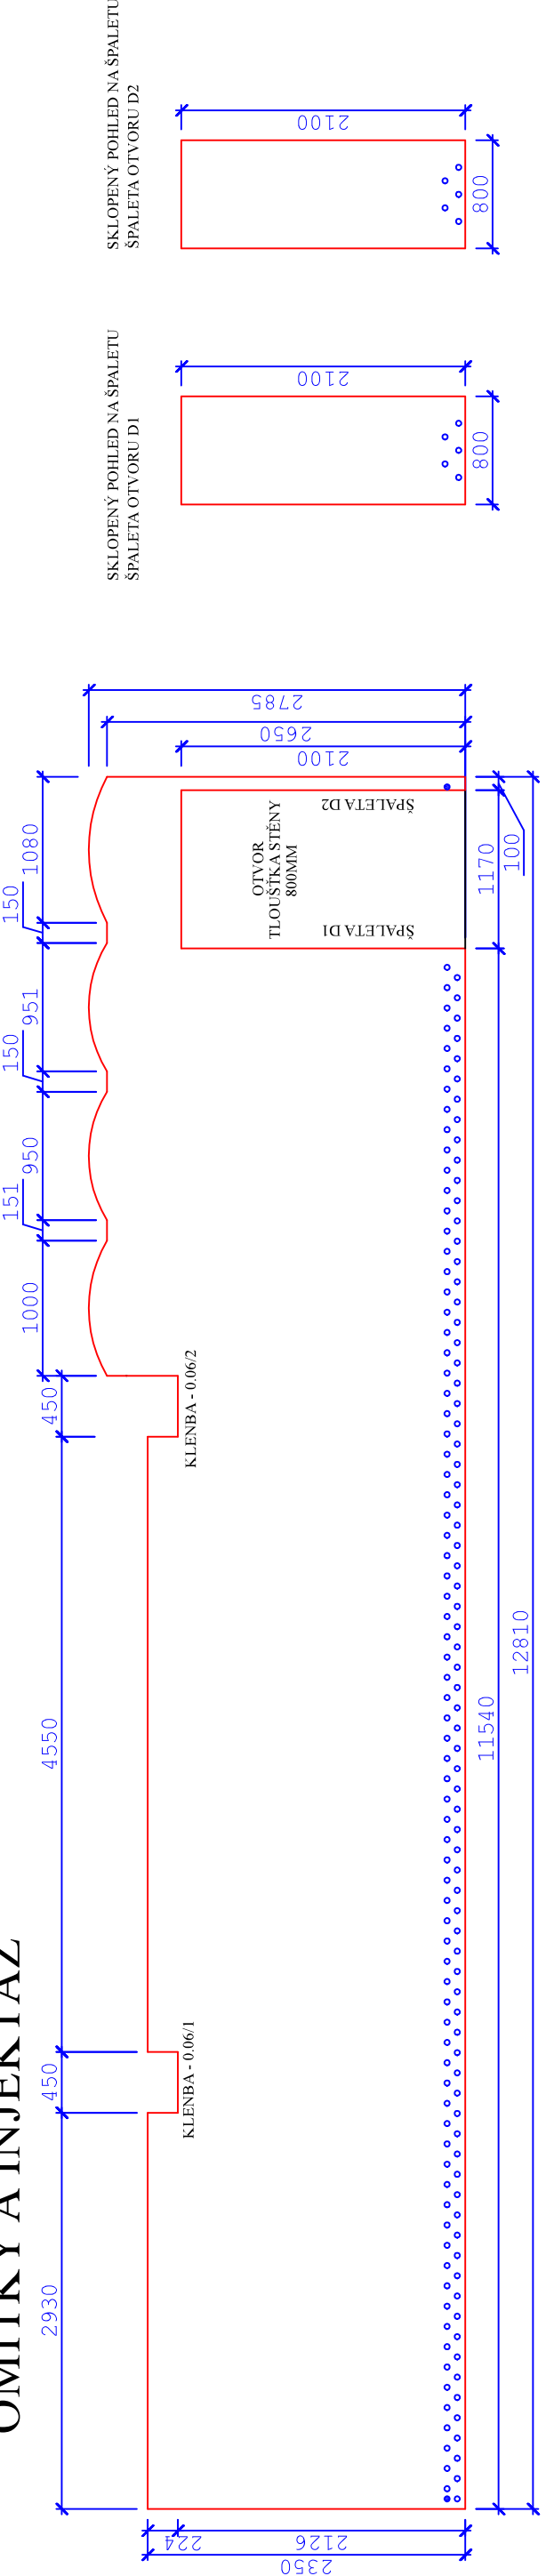 SKLOPENÝ POHLED NA ŠPALETU
ŠPALETA OTVORU D2
2100
800
SKLOPENÝ POHLED NA ŠPALETU
ŠPALETA OTVORU D1
2100
800
2785
2650
2100
150
1080
150
951
151
950
1000
450
4550
450
2930
OTVOR
TLOUŠŤKA STĚNY
800MM
ŠPALETA D2
ŠPALETA D1
1170
100
KLENBA - 0.06/2
KLENBA - 0.06/1
11540
12810
224
2126
2350